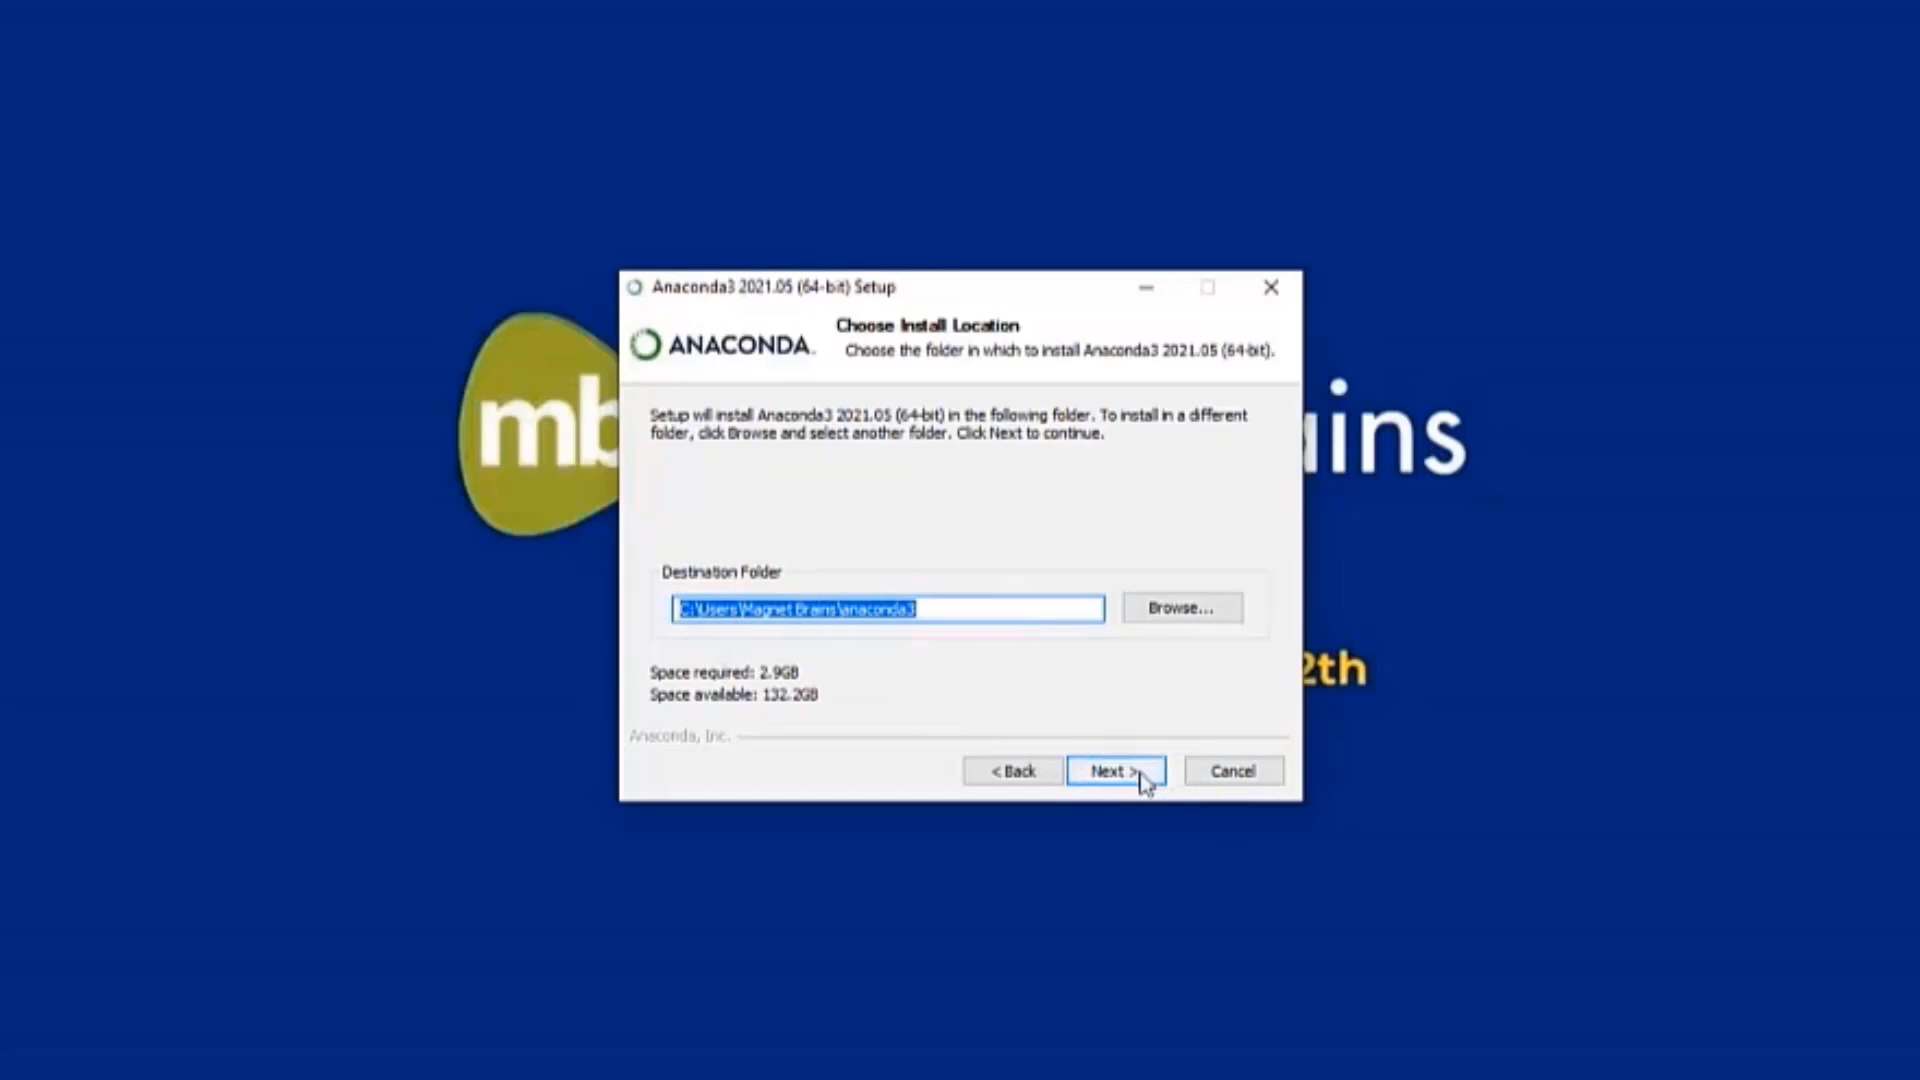 Anaconda3 2021.05 (64-bit) Setup
ANACONDA.
Choose Install Location
Choose the folder in which to install Anaconda3 2021.05 (64-bit).
mb
ins
Setup will install Anaconda3 2021.05 (64-bit) in the following folder. To install in a different
folder, click Browse and select another folder. Click Next to continue.
Destination Folder
C:\Users\Magnet Brains\anaconda3
Browse...
2th
Space required: 2.9GB
Space available: 132.2GB
Anaconda, Inc.
< Back
Next >
Cancel